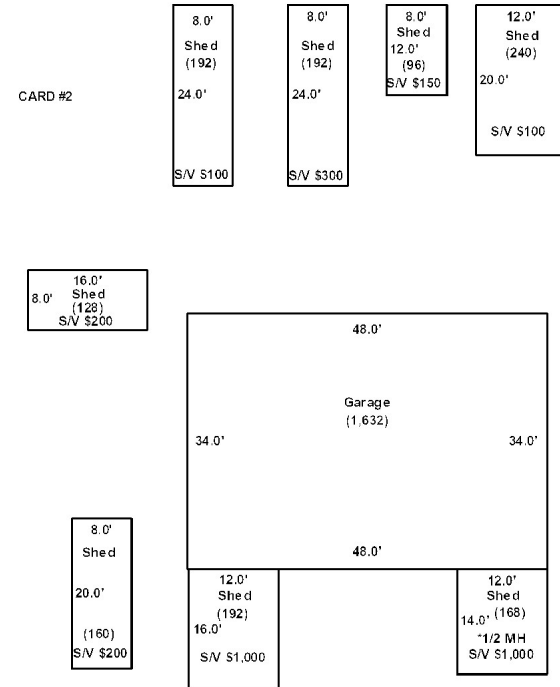 CARD #2
8.0'
Shed
(192)
24.0'
S/V $100
8.0'
Shed
(192)
24.0'
S/V $300
8.0'
Shed
12.0'
(96)
S/V $150
12.0'
Shed
(240)
20.0'
S/V $100
16.0'
8.0' Shed
(128)
S/V $200
48.0'
Garage
(1,632)
34.0' 34.0'
48.0'
8.0'
Shed
20.0'
(160)
S/V $200
12.0'
Shed
(192)
16.0'
S/V $1,000
12.0'
Shed
14.0' (168)
*1/2 MH
S/V $1,000